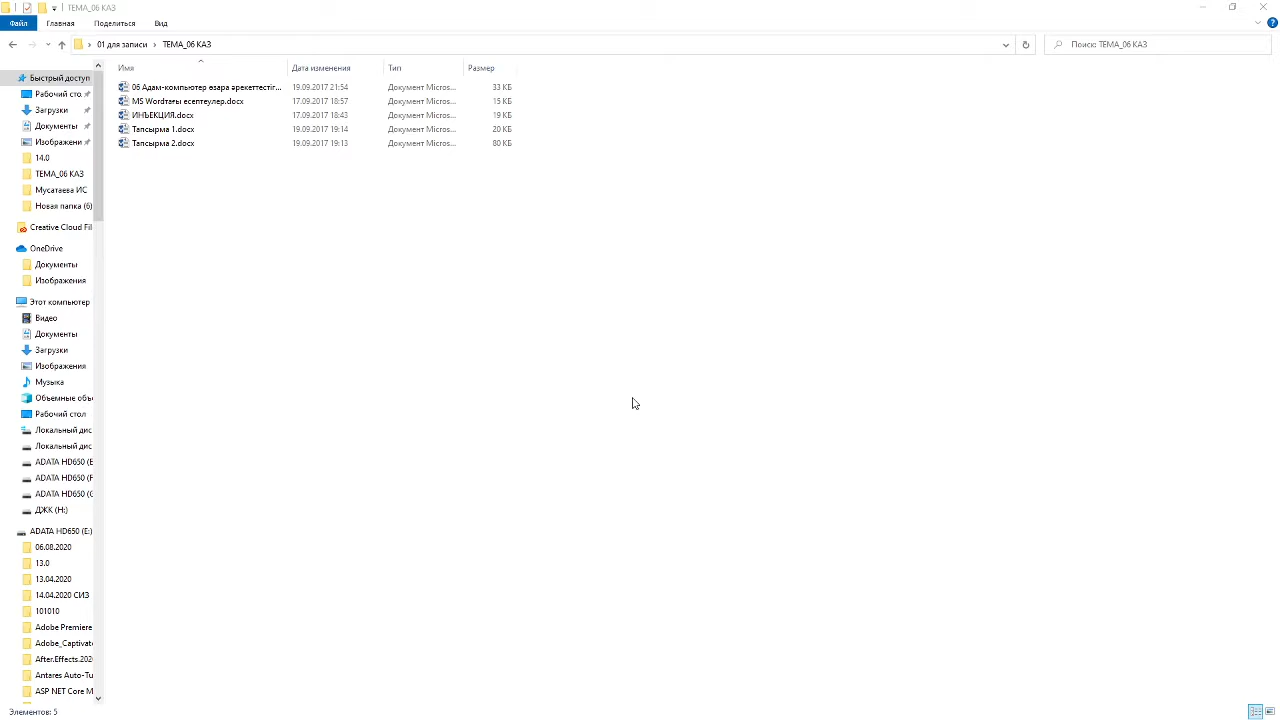 ТЕМА_06 КАЗ
Файл Главная Поделиться Вид
01 для записи ТЕМА_06 КАЗ Поиск: ТЕМА_06 КАЗ
Имя Дата изменения Тип Размер
06 Адам-компьютер өзара әрекеттестіг... 19.09.2017 21:54 Документ Micros... 33 КБ
MS Wordтағы есептеулер.docx 17.09.2017 18:57 Документ Micros... 15 КБ
ИНЪЕКЦИЯ.docx 17.09.2017 18:43 Документ Micros... 19 КБ
Тапсырма 1.docx 19.09.2017 19:14 Документ Micros... 20 КБ
Тапсырма 2.docx 19.09.2017 19:13 Документ Micros... 80 КБ
Быстрый доступ
Рабочий сто
Загрузки
Документы
Изображени
14.0
ТЕМА_06 КАЗ
Мусатаева ИС
Новая папка (6)
Creative Cloud Fil
OneDrive
Документы
Изображения
Этот компьютер
Видео
Документы
Загрузки
Изображения
Музыка
Объемные объ
Рабочий стол
Локальный дис
Локальный дис
ADATA HD650 (E
ADATA HD650 (F
ADATA HD650 (G
ДЖК (H:)
ADATA HD650 (E:)
06.08.2020
13.0
13.04.2020
14.04.2020 СИЗ
101010
Adobe Premiere
Adobe_Captivat
After.Effects.202
Antares Auto-Tu
ASP NET Core M
Элементов: 5